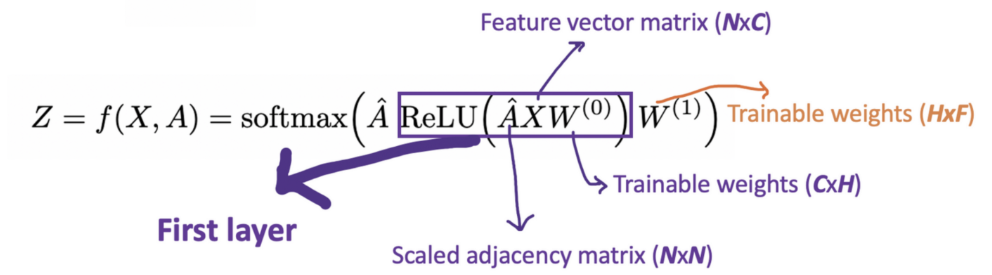 Feature vector matrix (NxC)
Z = f(X, A) = softmax(Â ReLU(ÂXW⁽⁰⁾) W⁽¹⁾)
Trainable weights (HxF)
Trainable weights (CxH)
First layer
Scaled adjacency matrix (NxN)